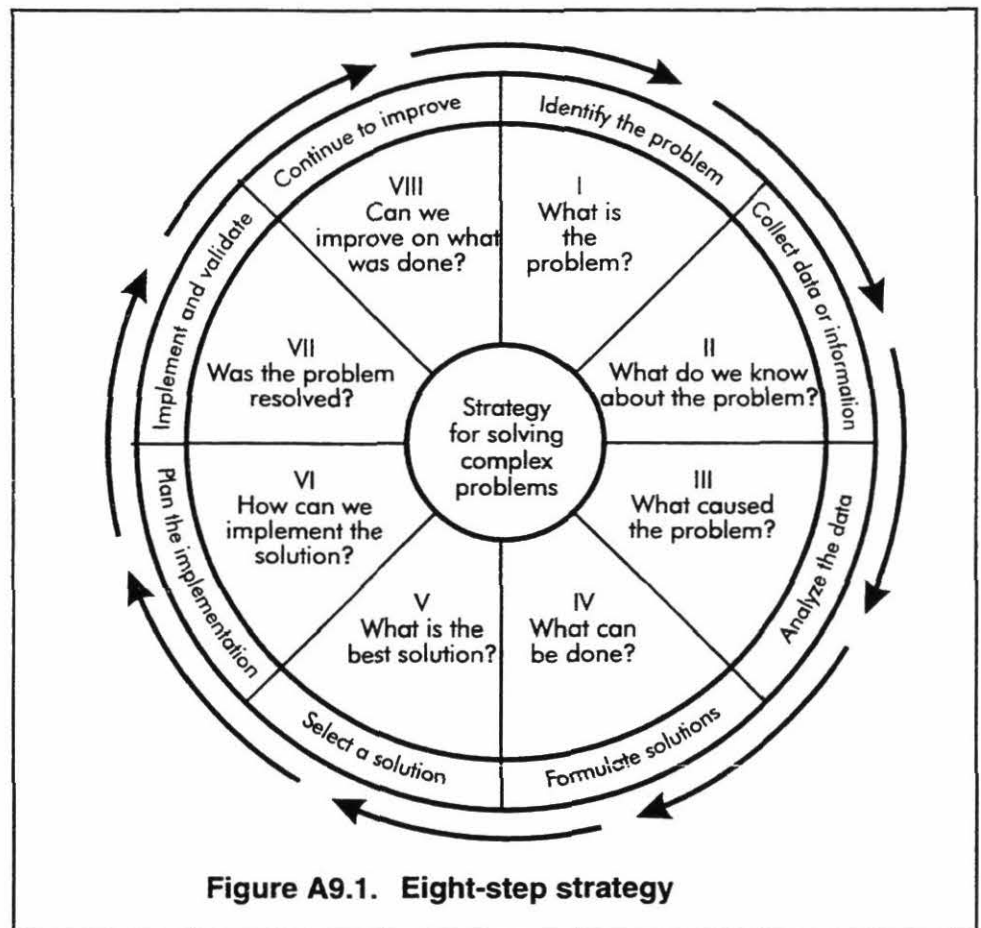 Strategy
for solving
complex
problems
Identify the problem
I
What is
the
problem?
Collect data or information
II
What do we know
about the problem?
Analyze the data
III
What caused
the problem?
Formulate solutions
IV
What can
be done?
Select a solution
V
What is the
best solution?
Plan the implementation
VI
How can we
implement the
solution?
Implement and validate
VII
Was the problem
resolved?
Continue to improve
VIII
Can we
improve on what
was done?
Figure A9.1. Eight-step strategy